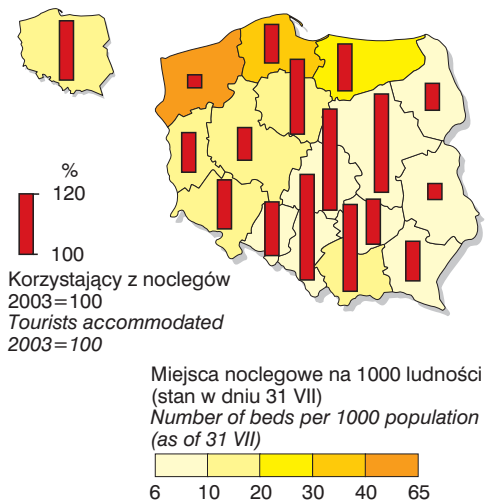 %
120
100
Korzystający z noclegów
2003=100
Tourists accommodated
2003=100
Miejsca noclegowe na 1000 ludności
(stan w dniu 31 VII)
Number of beds per 1000 population
(as of 31 VII)
6 10 20 30 40 65